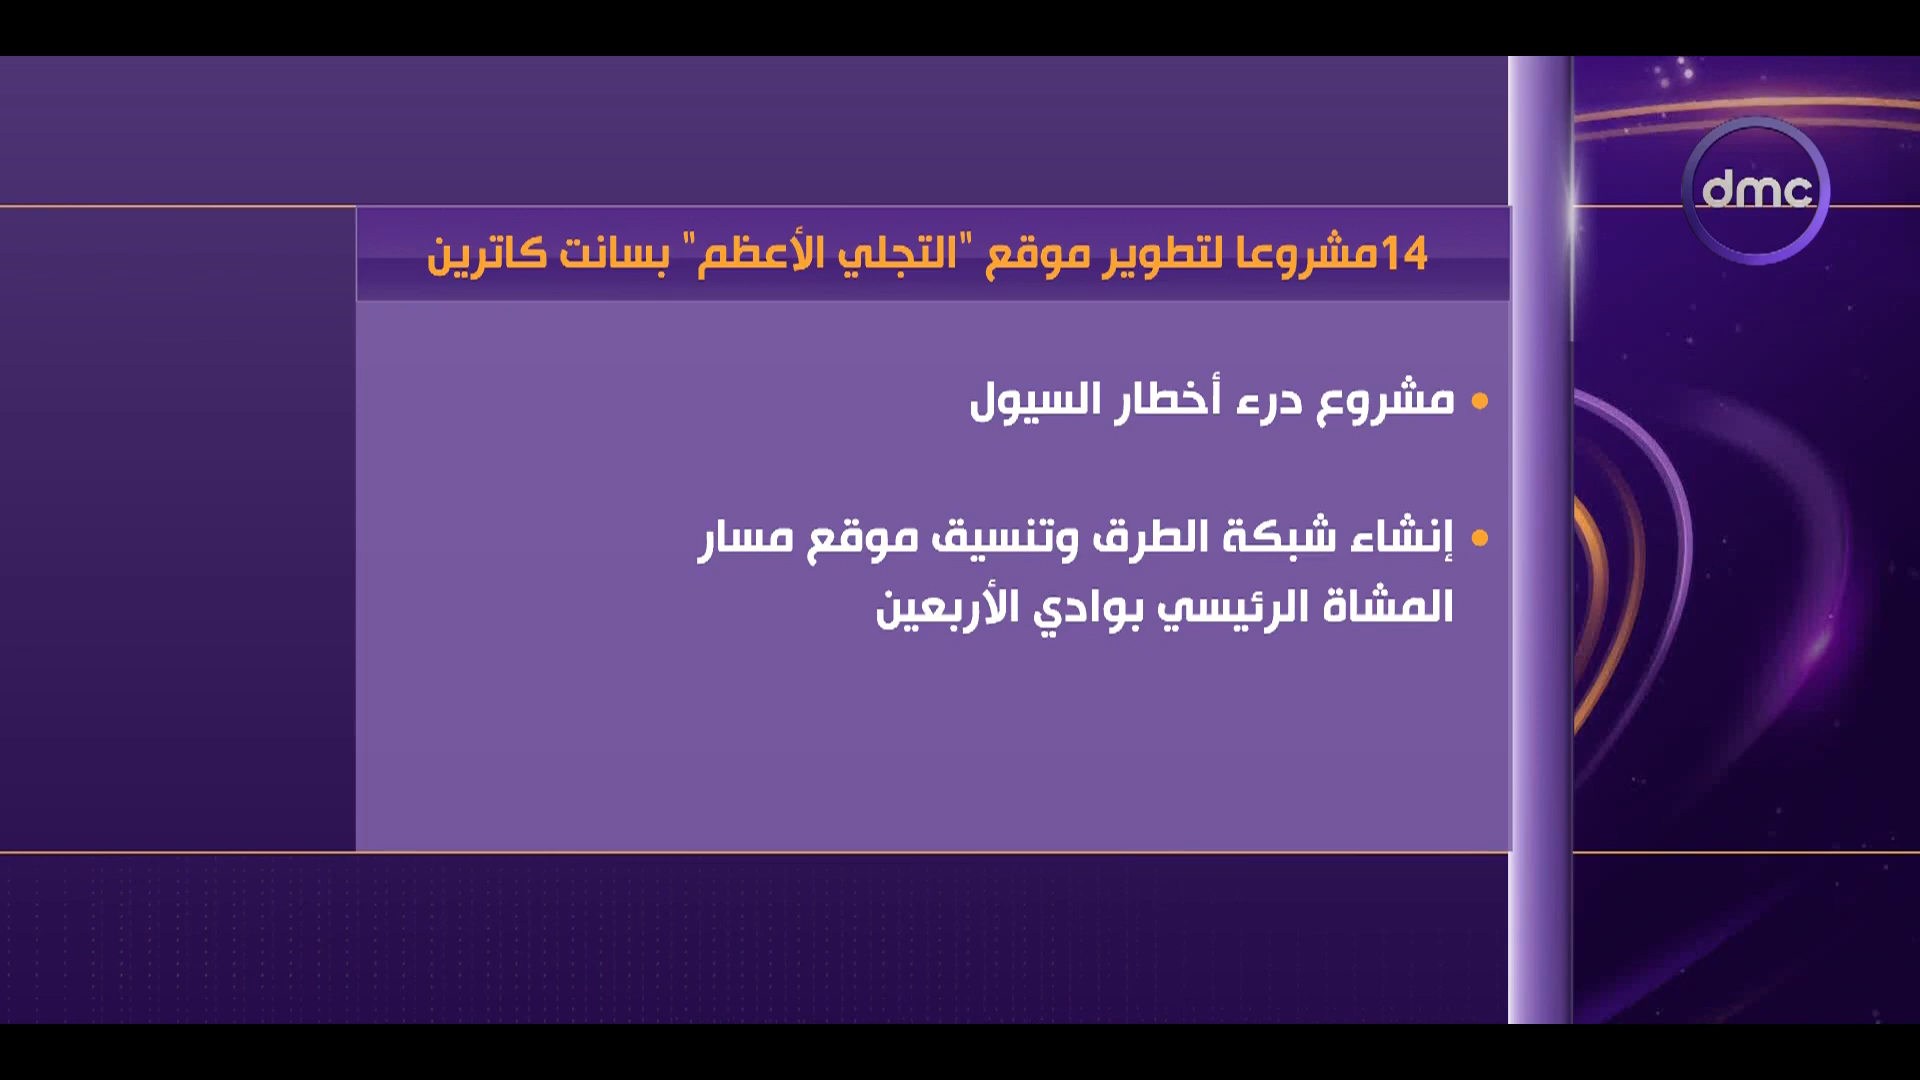 dmc
14مشروعا لتطوير موقع "التجلي الأعظم" بسانت كاترين
• مشروع درء أخطار السيول
• إنشاء شبكة الطرق وتنسيق موقع مسار
المشاة الرئيسي بوادي الأربعين